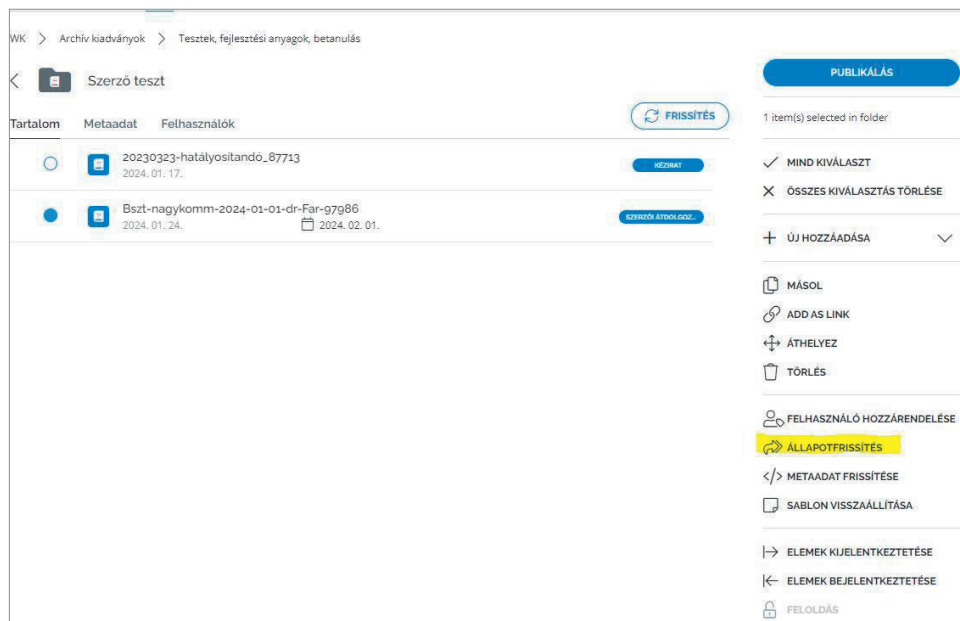 WK > Archív kiadványok > Tesztek, fejlesztési anyagok, betanulás
Szerző teszt
Tartalom Metaadat Felhasználók
FRISSÍTÉS
20230323-hatályosítandó_87713
2024. 01. 17.
KÉZIRAT
Bszt-nagykomm-2024-01-01-dr-Far-97986
2024. 01. 24. 2024. 02. 01.
SZERZŐI ÁTDOLGOZ...
PUBLIKÁLÁS
1 item(s) selected in folder
MIND KIVÁLASZT
ÖSSZES KIVÁLASZTÁS TÖRLÉSE
ÚJ HOZZÁADÁSA
MÁSOL
ADD AS LINK
ÁTHELYEZ
TÖRLÉS
FELHASZNÁLÓ HOZZÁRENDELÉSE
ÁLLAPOTFRISSÍTÉS
METAADAT FRISSÍTÉSE
SABLON VISSZAÁLLÍTÁSA
ELEMEK KIJELENTKEZTETÉSE
ELEMEK BEJELENTKEZTETÉSE
FELOLDÁS